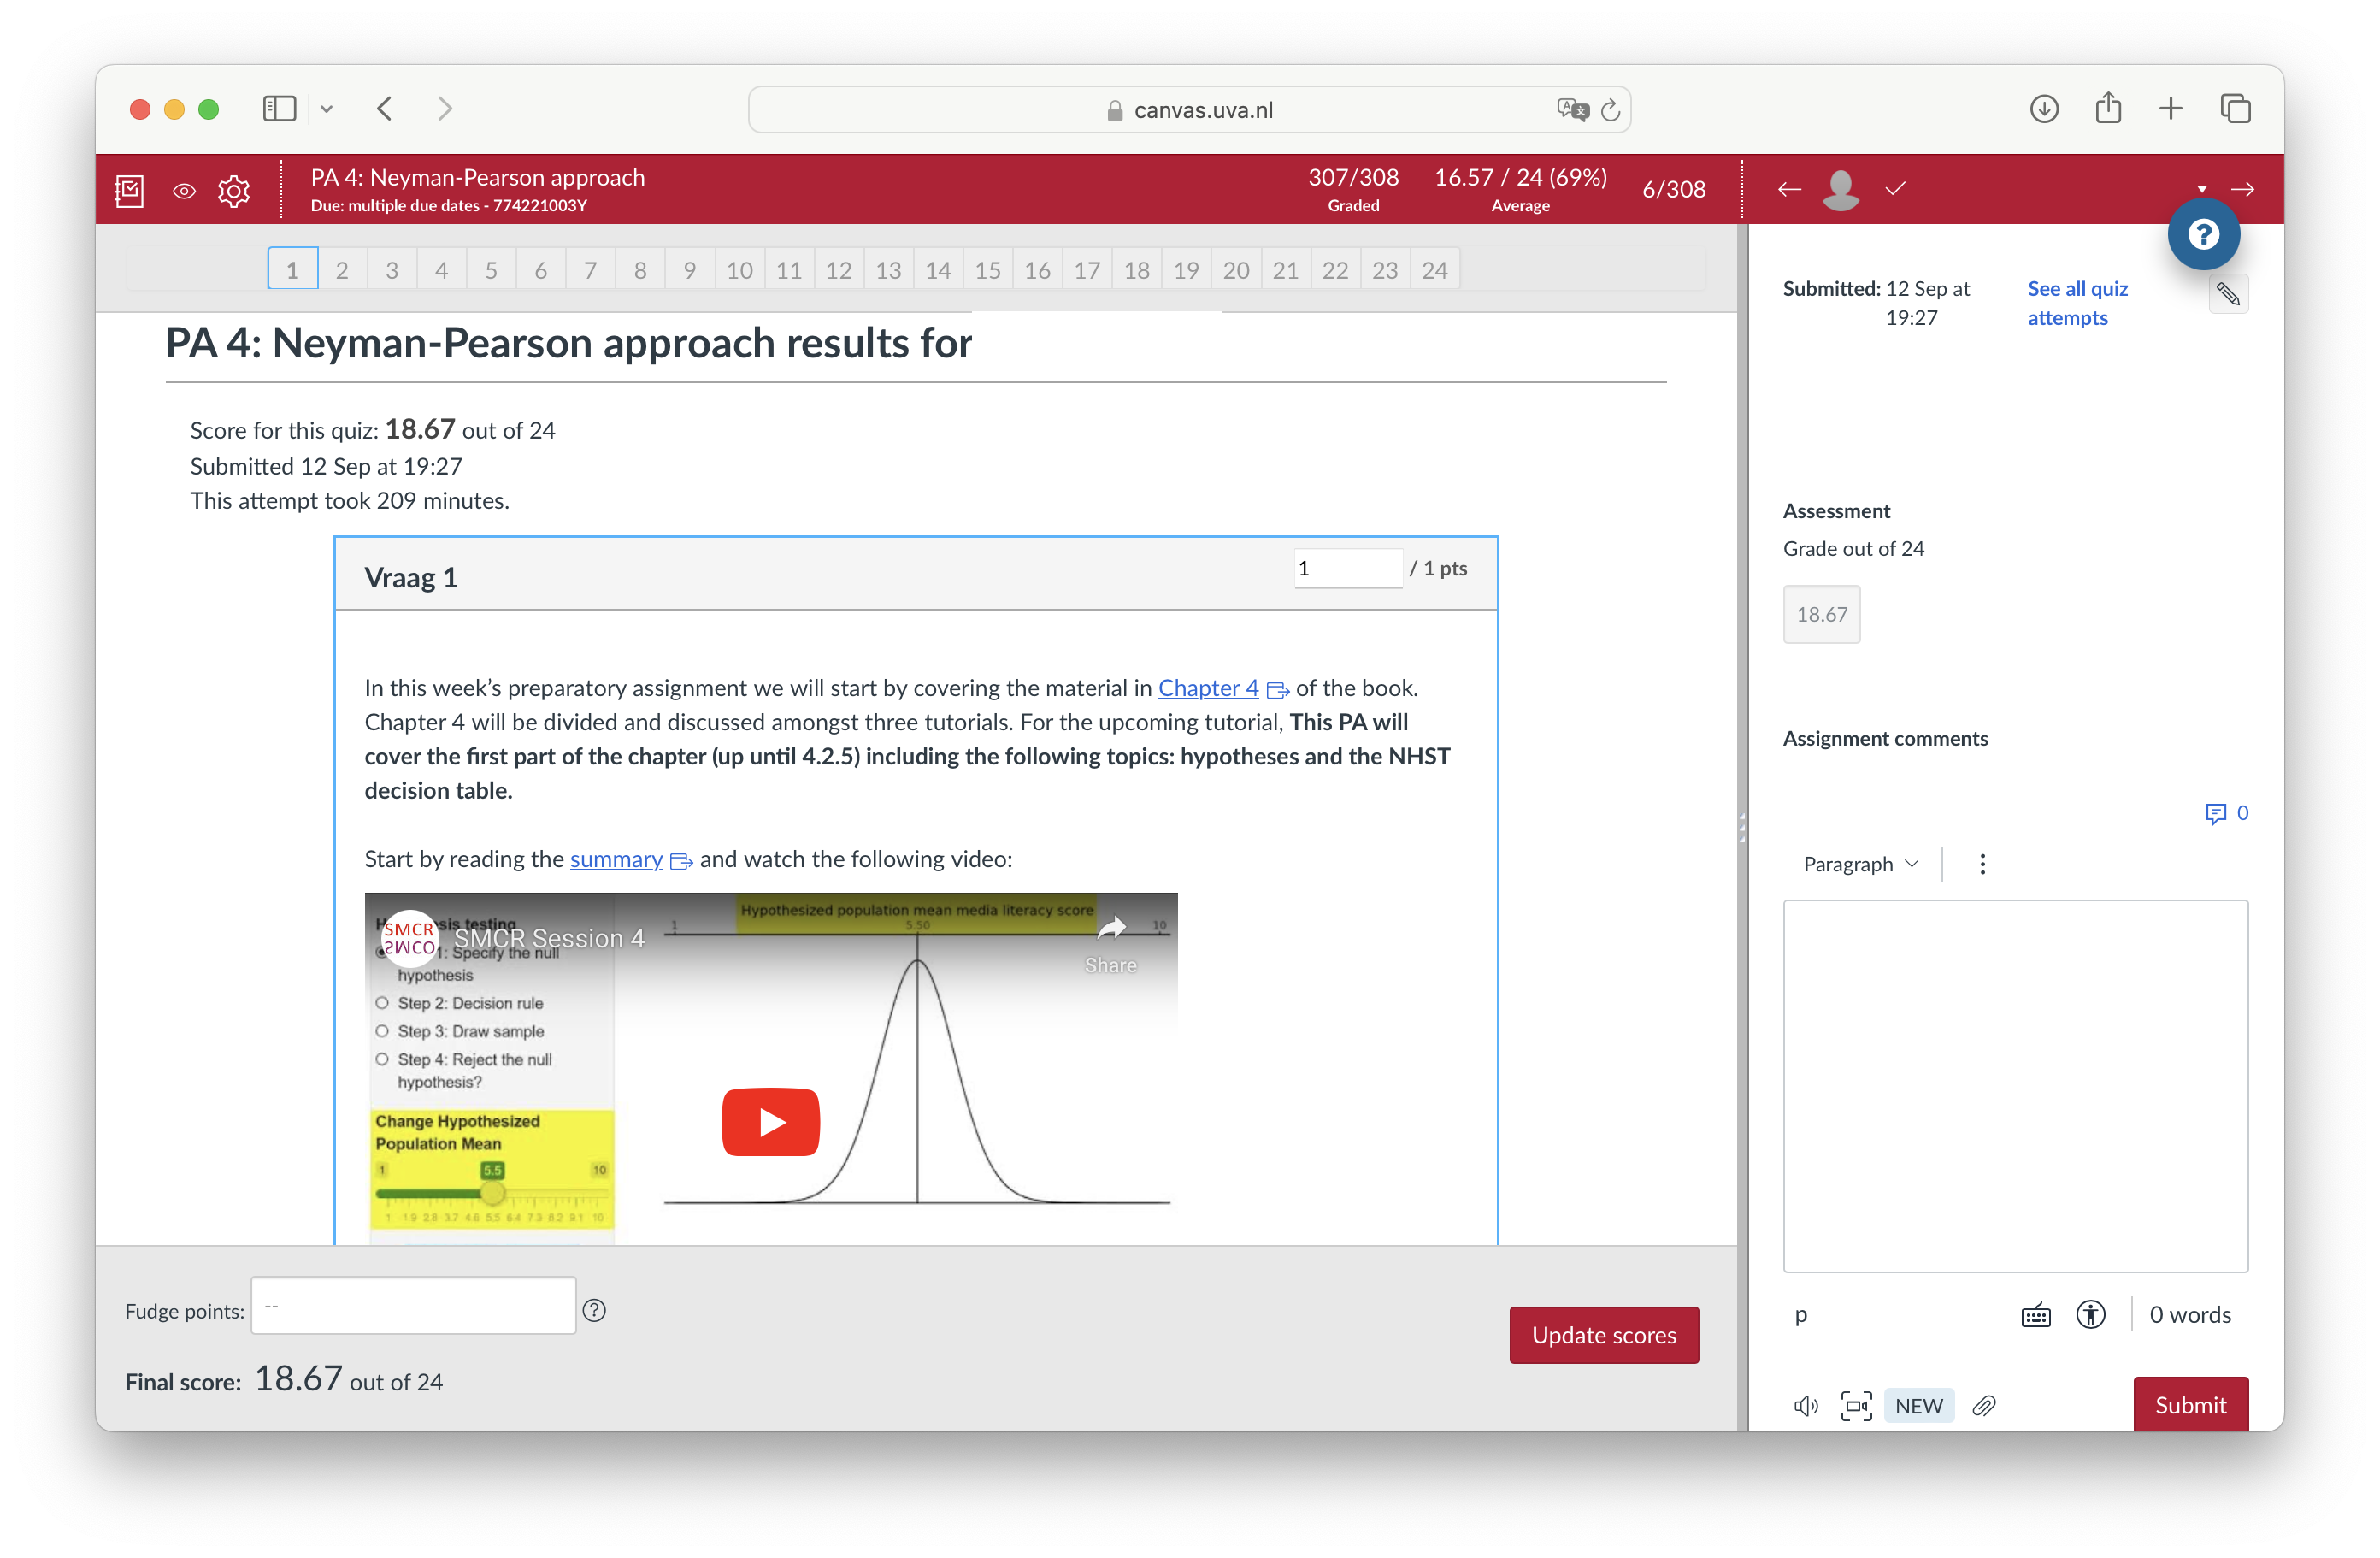 canvas.uva.nl
PA 4: Neyman-Pearson approach
Due: multiple due dates - 774221003Y
307/308
Graded
16.57 / 24 (69%)
Average
6/308
1 2 3 4 5 6 7 8 9 10 11 12 13 14 15 16 17 18 19 20 21 22 23 24
PA 4: Neyman-Pearson approach results for
Score for this quiz: 18.67 out of 24
Submitted 12 Sep at 19:27
This attempt took 209 minutes.
Vraag 1
1 / 1 pts
In this week's preparatory assignment we will start by covering the material in Chapter 4 of the book.
Chapter 4 will be divided and discussed amongst three tutorials. For the upcoming tutorial, This PA will
cover the first part of the chapter (up until 4.2.5) including the following topics: hypotheses and the NHST
decision table.
Start by reading the summary and watch the following video:
SMCR
SMCR Session 4
Share
Hypothesized population mean media literacy score
1 5.50 10
1: Specify the null
hypothesis
Step 2: Decision rule
Step 3: Draw sample
Step 4: Reject the null
hypothesis?
Change Hypothesized
Population Mean
1 5.5 10
1 1.9 2.8 3.7 4.6 5.5 6.4 7.3 8.2 9.1 10
Fudge points: --
Final score: 18.67 out of 24
Update scores
Submitted: 12 Sep at
19:27
See all quiz
attempts
?
Assessment
Grade out of 24
18.67
Assignment comments
0
Paragraph
p
0 words
NEW
Submit